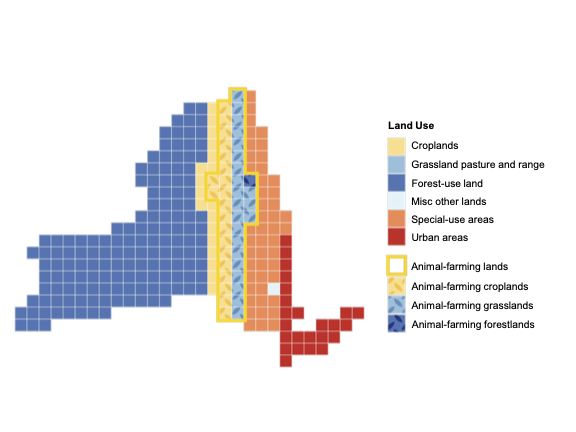 Land Use
Croplands
Grassland pasture and range
Forest-use land
Misc other lands
Special-use areas
Urban areas
Animal-farming lands
Animal-farming croplands
Animal-farming grasslands
Animal-farming forestlands